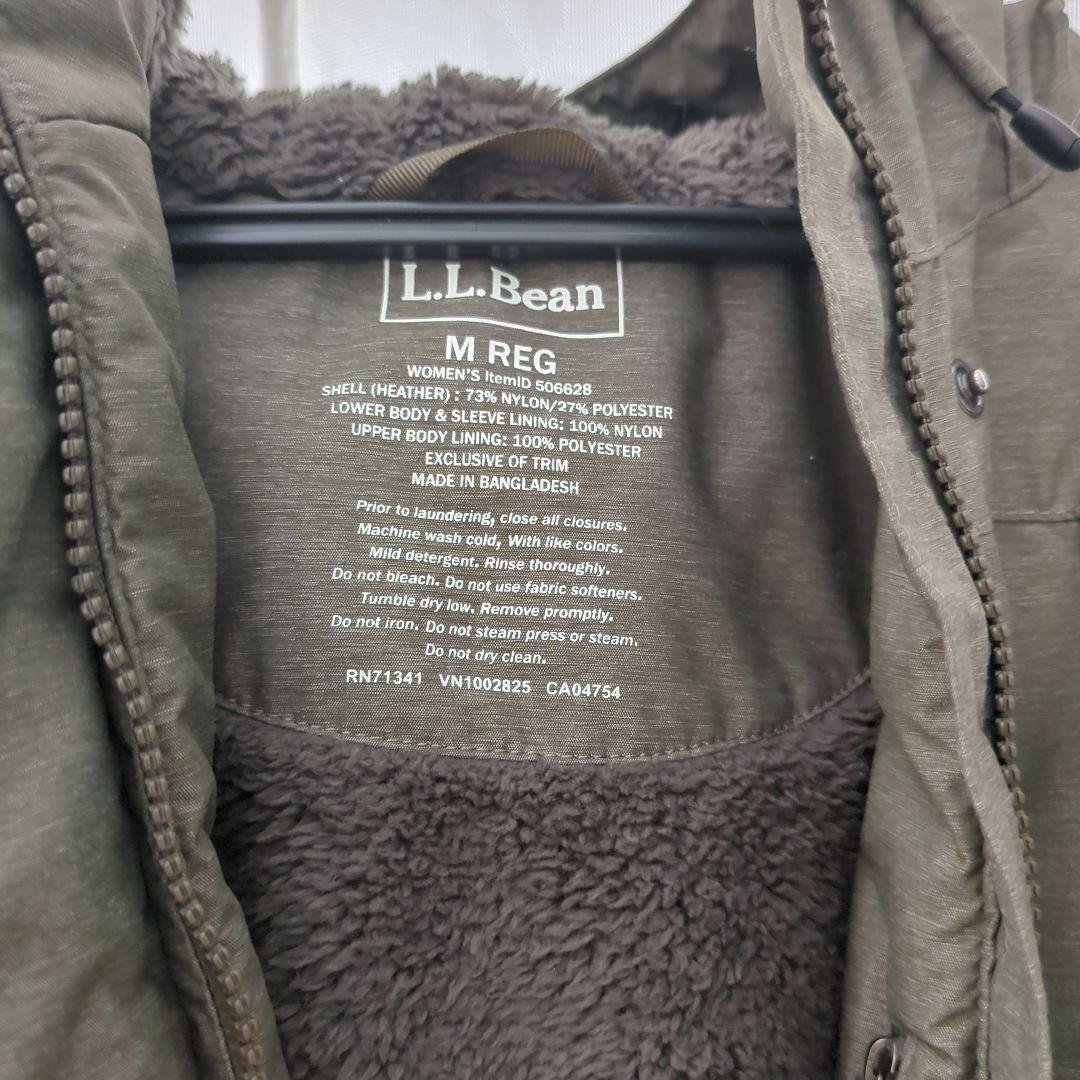 L.L.Bean
M REG
WOMEN'S ItemID 506628
SHELL (HEATHER) : 73% NYLON/27% POLYESTER
LOWER BODY & SLEEVE LINING: 100% NYLON
UPPER BODY LINING: 100% POLYESTER
EXCLUSIVE OF TRIM
MADE IN BANGLADESH
Prior to laundering, close all closures.
Machine wash cold, With like colors.
Mild detergent. Rinse thoroughly.
Do not bleach. Do not use fabric softeners.
Tumble dry low. Remove promptly.
Do not iron. Do not steam press or steam.
Do not dry clean.
RN71341 VN1002825 CA04754